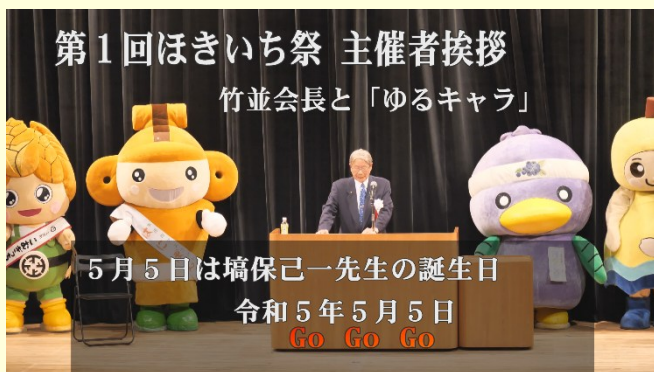 第１回ほきいち祭 主催者挨拶
竹並会長と「ゆるキャラ」
５月５日は塙保己一先生の誕生日
令和５年５月５日
Go Go Go